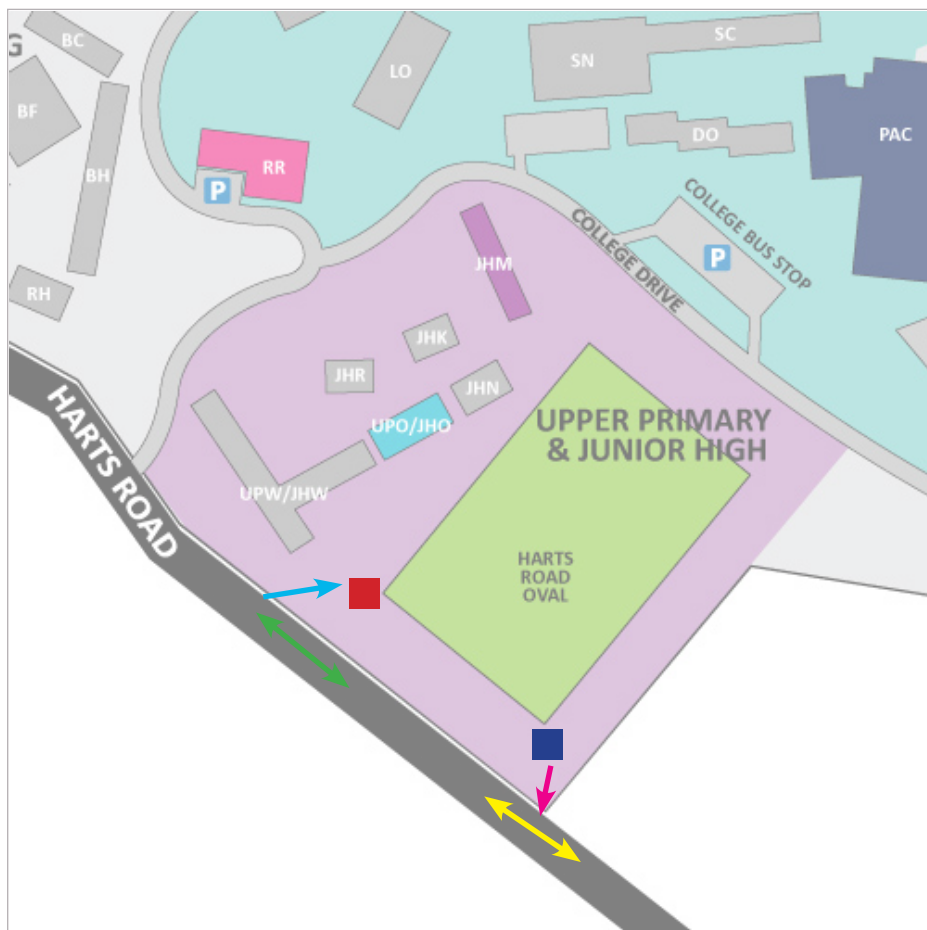 G
BC
BF
BH
RH
LO
SN
SC
DO
PAC
RR
P
COLLEGE BUS STOP
P
COLLEGE DRIVE
JHM
JHK
JHR
JHN
UPO/JHO
UPW/JHW
UPPER PRIMARY
& JUNIOR HIGH
HARTS
ROAD
OVAL
HARTS ROAD